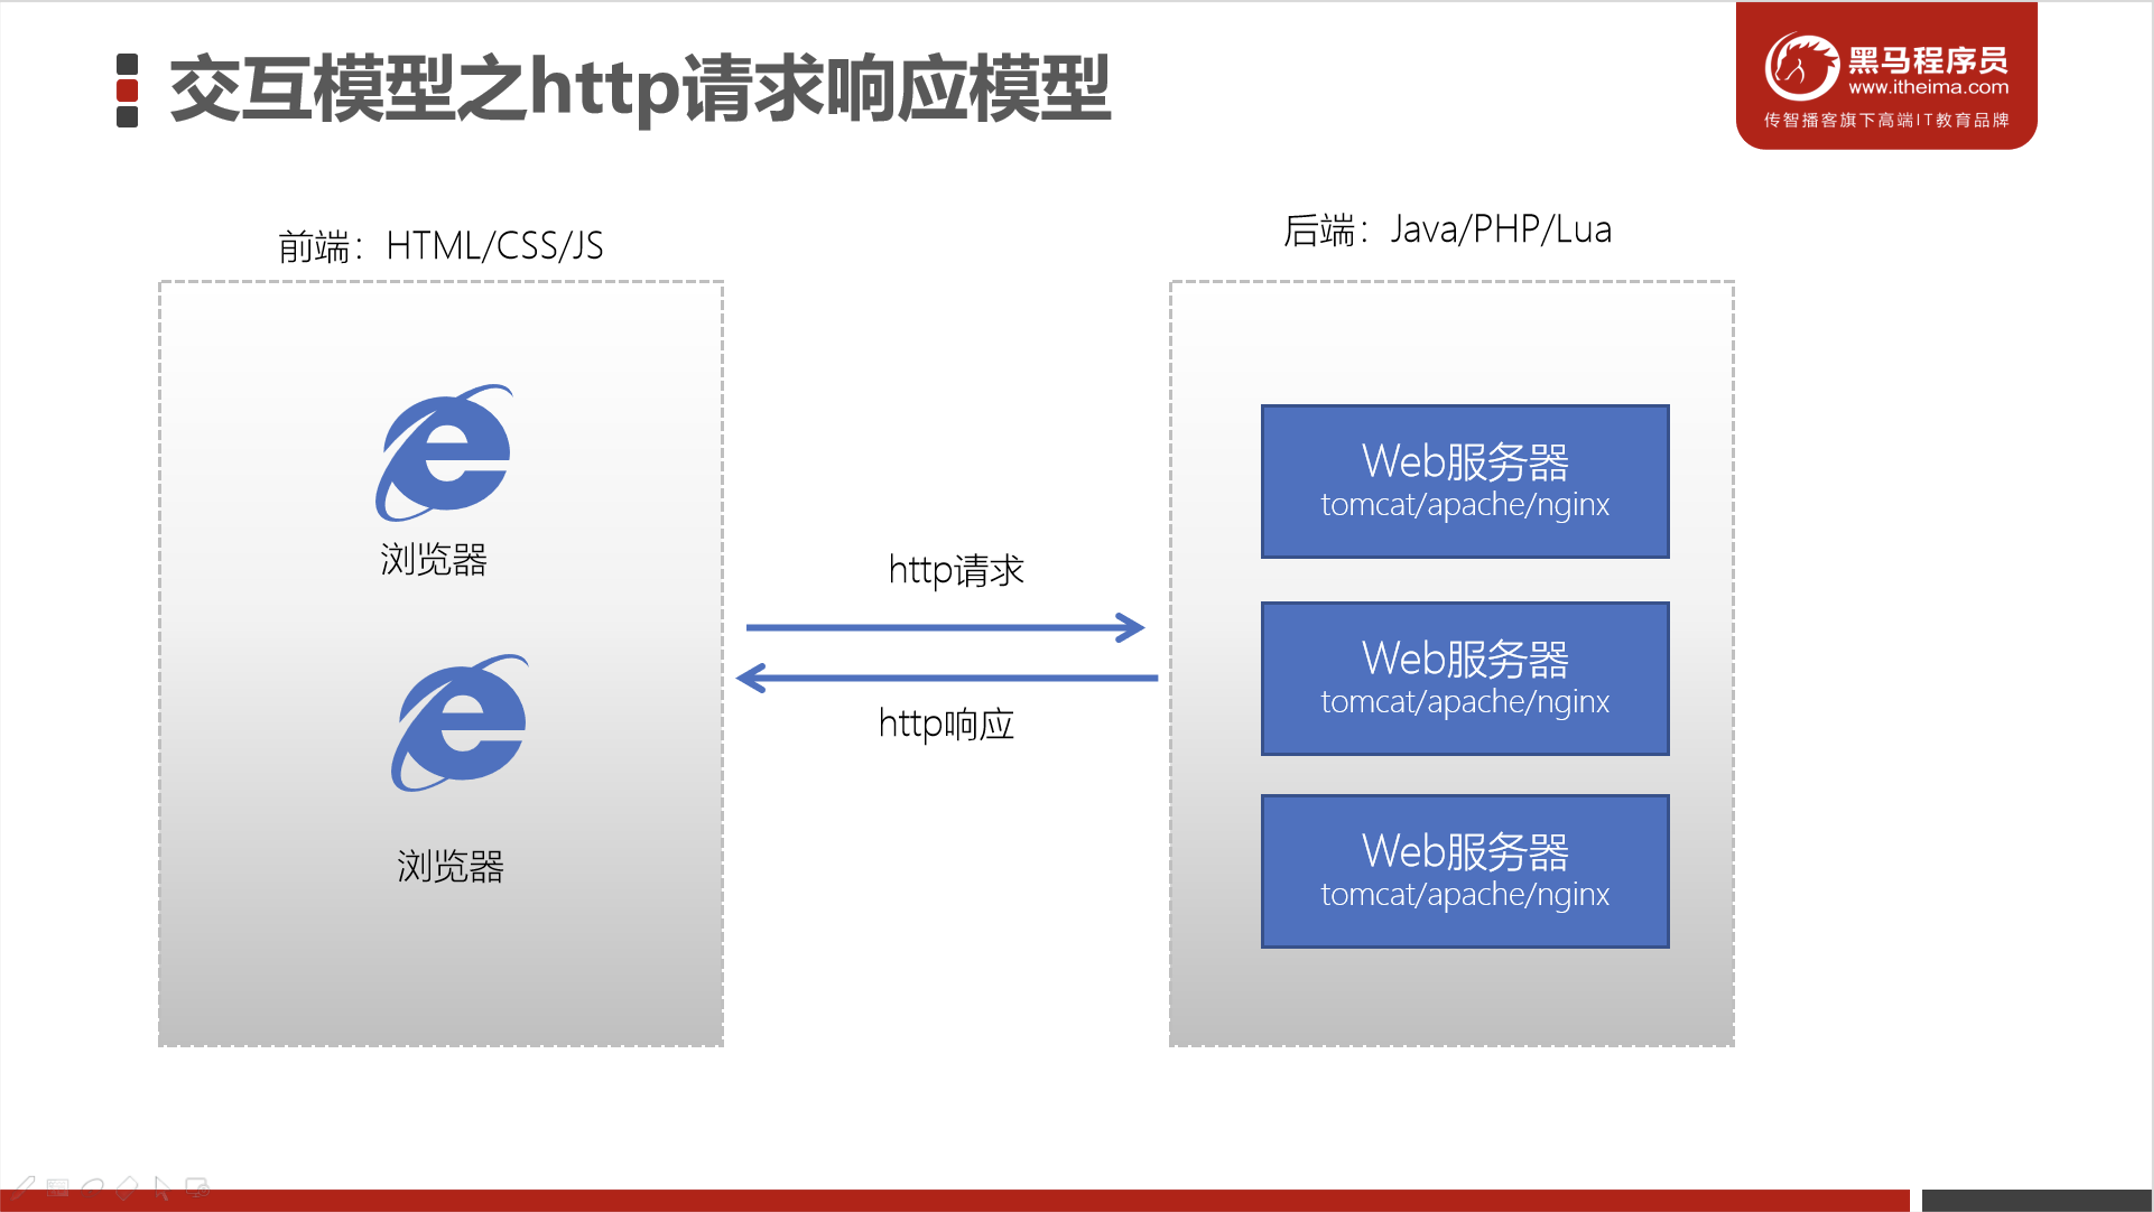 交互模型之http请求响应模型
黑马程序员
www.itheima.com
传智播客旗下高端IT教育品牌
前端：HTML/CSS/JS
后端：Java/PHP/Lua
浏览器
浏览器
http请求
http响应
Web服务器
tomcat/apache/nginx
Web服务器
tomcat/apache/nginx
Web服务器
tomcat/apache/nginx